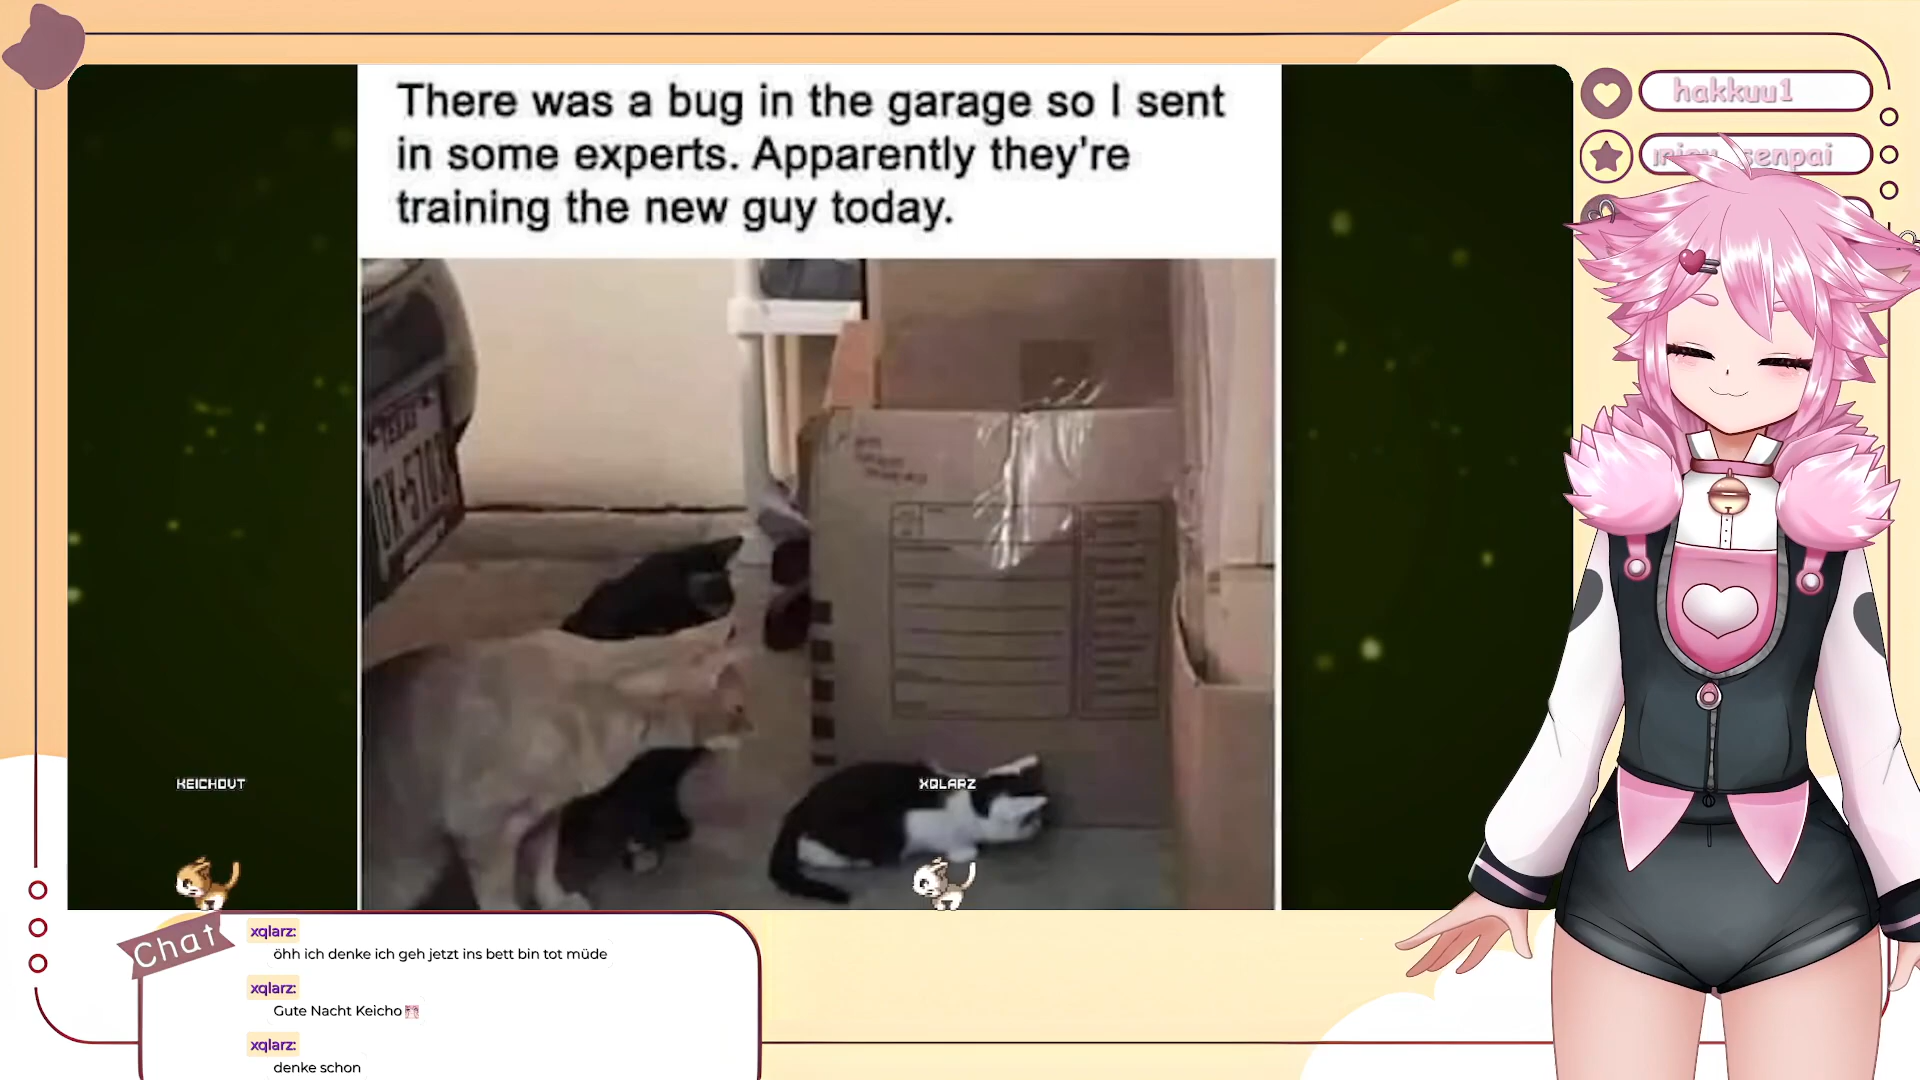 There was a bug in the garage so I sent
in some experts. Apparently they're
training the new guy today.
hakkuu1
senpai
TEXAS
KEICHOVT
XQLARZ
Chat
xqlarz:
öhh ich denke ich geh jetzt ins bett bin tot müde
xqlarz:
Gute Nacht Keicho
xqlarz:
denke schon